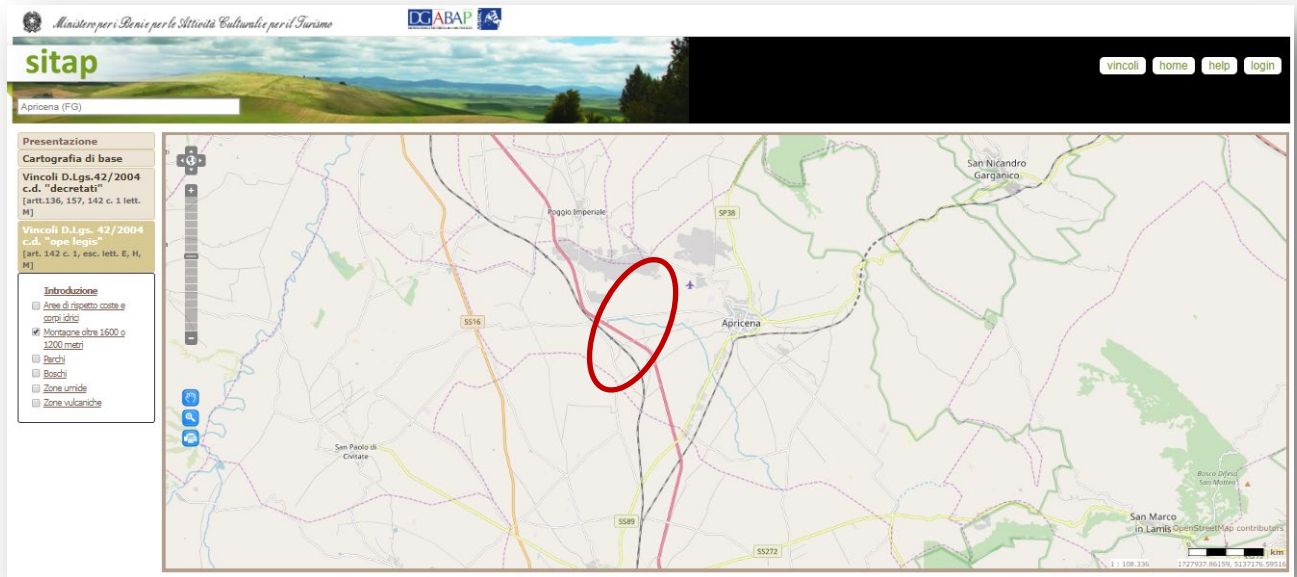 Ministero per i Beni e per le Attività Culturali e per il Turismo
DGABAP
sitap
vincoli home help login
Apricena (FG)
Presentazione
Cartografia di base
Vincoli D.Lgs.42/2004
c.d. "decretati"
[artt.136, 157, 142 c. 1 lett.
M]
Vincoli D.Lgs. 42/2004
c.d. "ope legis"
[art. 142 c. 1, esc. lett. E, H,
M]
Introduzione
Aree di rispetto coste e
corpi idrici
Montagne oltre 1600 o
1200 metri
Parchi
Boschi
Zone umide
Zone vulcaniche
San Nicandro
Garganico
Poggio Imperiale
SP38
SS16
Apricena
San Paolo di
Civitate
SS89
SS272
Bosco Difesa
San Matteo
San Marco
in Lamis
OpenStreetMap contributors
km
1 : 108.336
1727937.86159, 5137176.59516